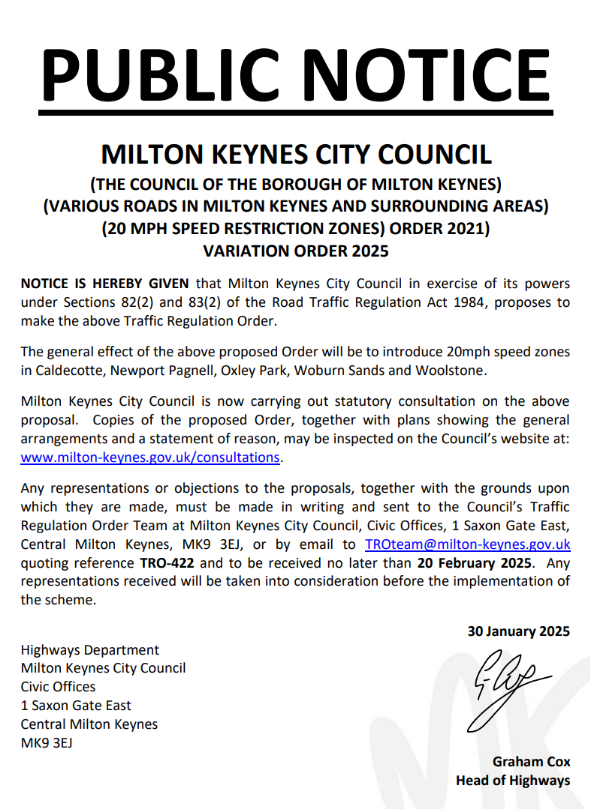 PUBLIC NOTICE
MILTON KEYNES CITY COUNCIL
(THE COUNCIL OF THE BOROUGH OF MILTON KEYNES)
(VARIOUS ROADS IN MILTON KEYNES AND SURROUNDING AREAS)
(20 MPH SPEED RESTRICTION ZONES) ORDER 2021)
VARIATION ORDER 2025
NOTICE IS HEREBY GIVEN that Milton Keynes City Council in exercise of its powers
under Sections 82(2) and 83(2) of the Road Traffic Regulation Act 1984, proposes to
make the above Traffic Regulation Order.
The general effect of the above proposed Order will be to introduce 20mph speed zones
in Caldecotte, Newport Pagnell, Oxley Park, Woburn Sands and Woolstone.
Milton Keynes City Council is now carrying out statutory consultation on the above
proposal. Copies of the proposed Order, together with plans showing the general
arrangements and a statement of reason, may be inspected on the Council's website at:
www.milton-keynes.gov.uk/consultations.
Any representations or objections to the proposals, together with the grounds upon
which they are made, must be made in writing and sent to the Council's Traffic
Regulation Order Team at Milton Keynes City Council, Civic Offices, 1 Saxon Gate East,
Central Milton Keynes, MK9 3EJ, or by email to TROteam@milton-keynes.gov.uk
quoting reference TRO-422 and to be received no later than 20 February 2025. Any
representations received will be taken into consideration before the implementation of
the scheme.
30 January 2025
Highways Department
Milton Keynes City Council
Civic Offices
1 Saxon Gate East
Central Milton Keynes
MK9 3EJ
MK
Graham Cox
Head of Highways